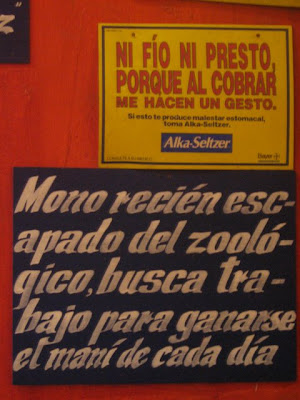 Z"
NI FÍO NI PRESTO,
PORQUE AL COBRAR
ME HACEN UN GESTO.
Si esto te produce malestar estomacal,
toma Alka-Seltzer.
Alka-Seltzer
Bayer
Mono recién esc-
apado del zooló-
gico, busca tra-
bajo para ganarse
el maní de cada día